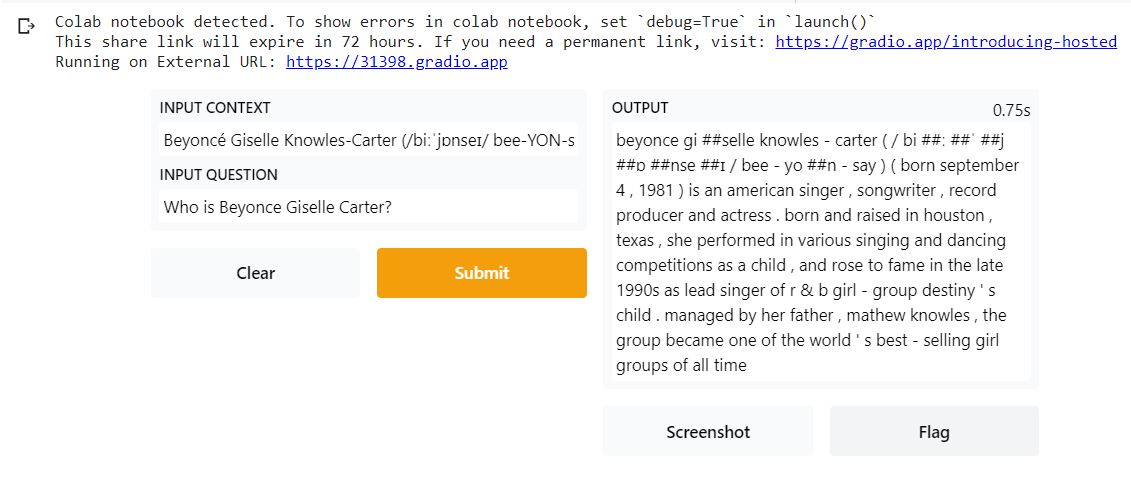 Colab notebook detected. To show errors in colab notebook, set `debug=True` in `launch()`
This share link will expire in 72 hours. If you need a permanent link, visit: https://gradio.app/introducing-hosted
Running on External URL: https://31398.gradio.app
INPUT CONTEXT
Beyoncé Giselle Knowles-Carter (/biːˈjɒnseɪ/ bee-YON-s
INPUT QUESTION
Who is Beyonce Giselle Carter?
Clear
Submit
OUTPUT
0.75s
beyonce gi ##selle knowles - carter ( / bi ##ː ##ˈ ##j
##ɒ ##nse ##ɪ / bee - yo ##n - say ) ( born september
4 , 1981 ) is an american singer , songwriter , record
producer and actress . born and raised in houston ,
texas , she performed in various singing and dancing
competitions as a child , and rose to fame in the late
1990s as lead singer of r & b girl - group destiny ' s
child . managed by her father , mathew knowles , the
group became one of the world ' s best - selling girl
groups of all time
Screenshot
Flag